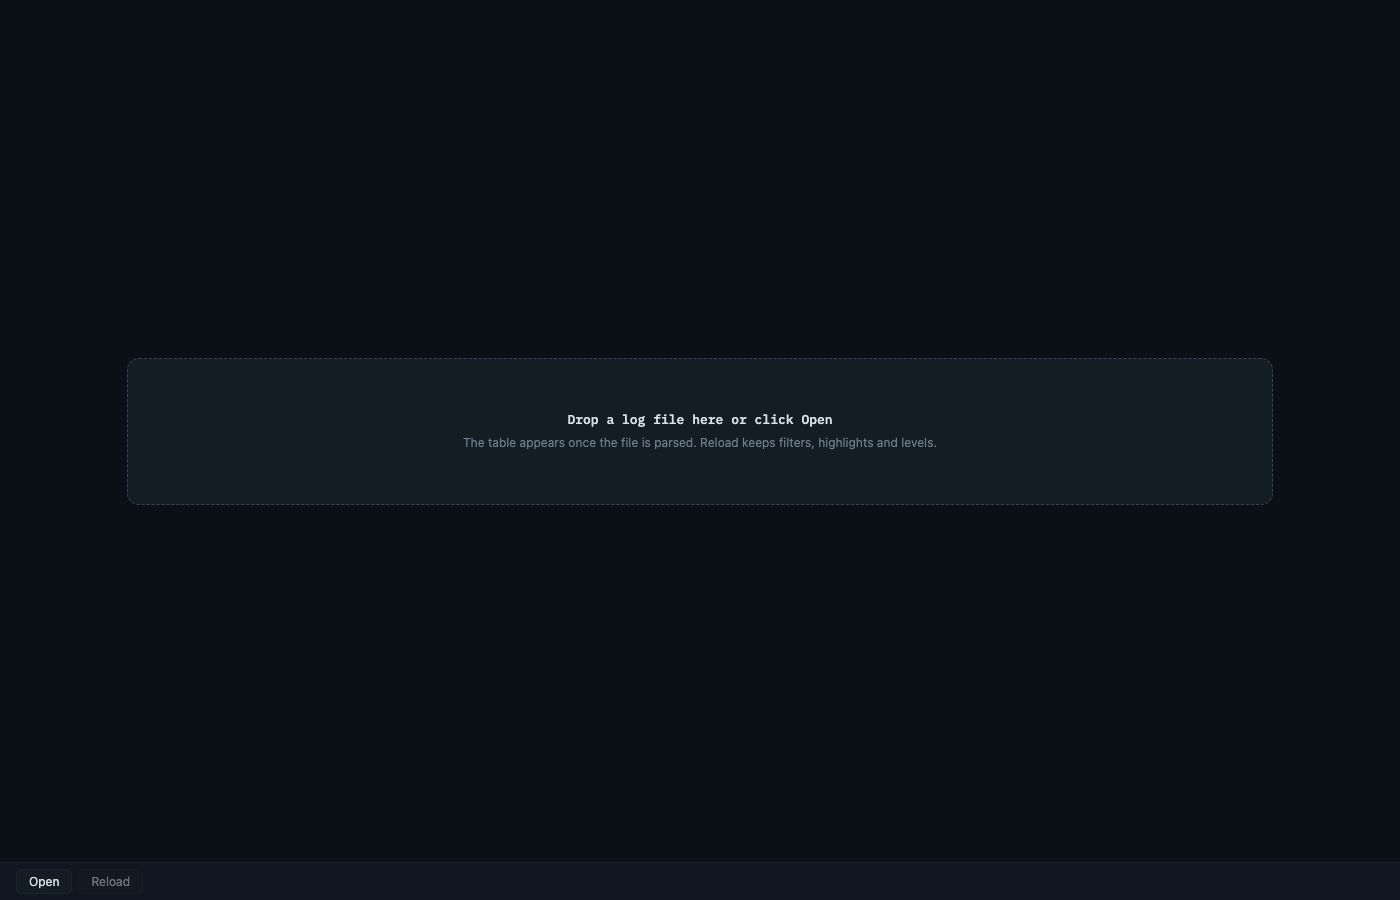 Drop a log file here or click Open
The table appears once the file is parsed. Reload keeps filters, highlights and levels.
Open
Reload